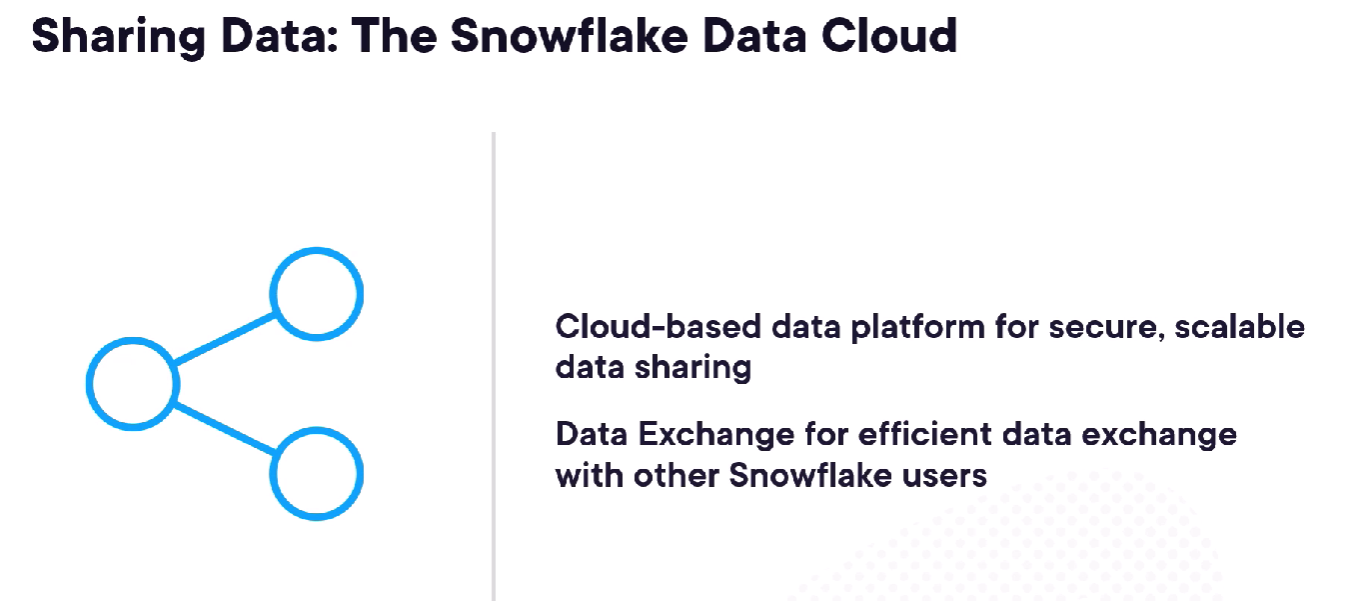 Sharing Data: The Snowflake Data Cloud
Cloud-based data platform for secure, scalable
data sharing
Data Exchange for efficient data exchange
with other Snowflake users